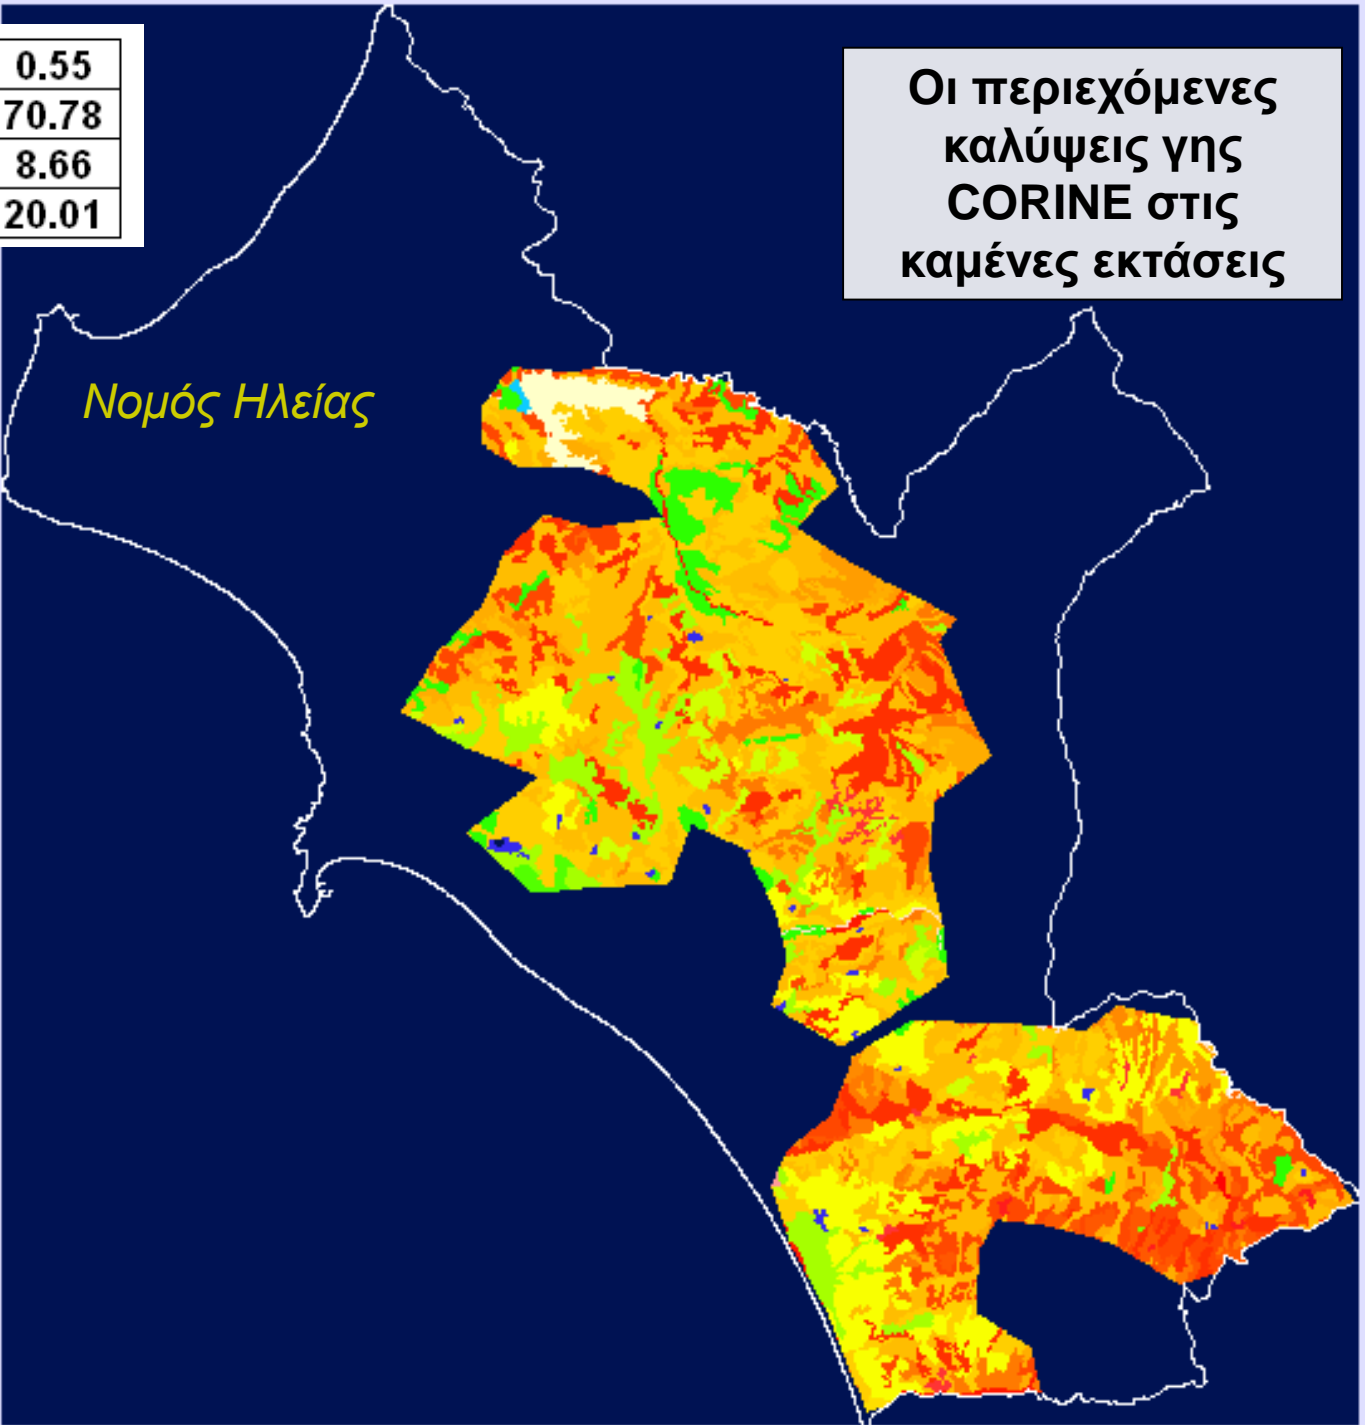 0.55
70.78
8.66
20.01
Οι περιεχόμενες
καλύψεις γης
CORINE στις
καμένες εκτάσεις
Νομός Ηλείας